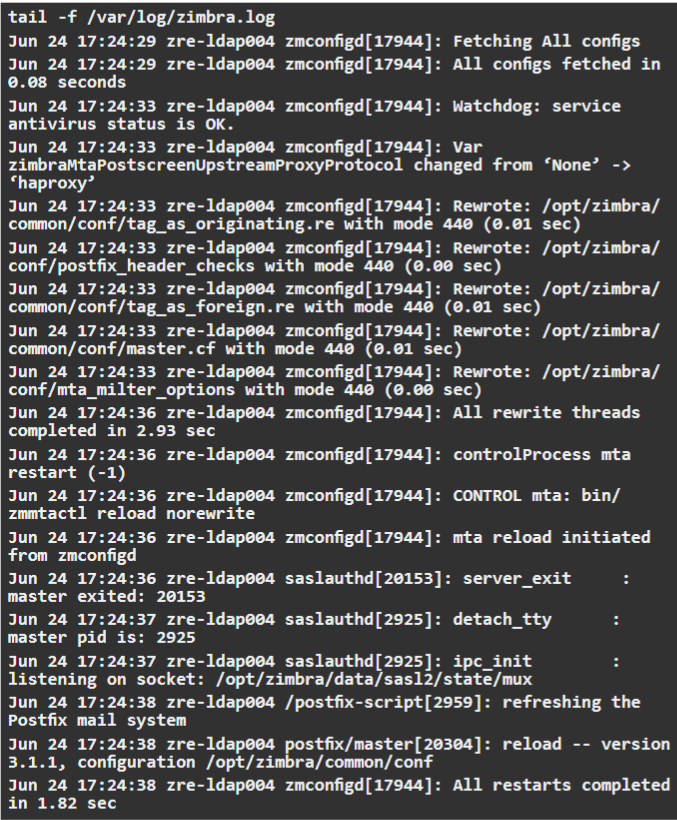 tail -f /var/log/zimbra.log
Jun 24 17:24:29 zre-ldap004 zmconfigd[17944]: Fetching All configs
Jun 24 17:24:29 zre-ldap004 zmconfigd[17944]: All configs fetched in
0.08 seconds
Jun 24 17:24:33 zre-ldap004 zmconfigd[17944]: Watchdog: service
antivirus status is OK.
Jun 24 17:24:33 zre-ldap004 zmconfigd[17944]: Var
zimbraMtaPostscreenUpstreamProxyProtocol changed from ‘None’ ->
‘haproxy’
Jun 24 17:24:33 zre-ldap004 zmconfigd[17944]: Rewrote: /opt/zimbra/
common/conf/tag_as_originating.re with mode 440 (0.01 sec)
Jun 24 17:24:33 zre-ldap004 zmconfigd[17944]: Rewrote: /opt/zimbra/
conf/postfix_header_checks with mode 440 (0.00 sec)
Jun 24 17:24:33 zre-ldap004 zmconfigd[17944]: Rewrote: /opt/zimbra/
common/conf/tag_as_foreign.re with mode 440 (0.01 sec)
Jun 24 17:24:33 zre-ldap004 zmconfigd[17944]: Rewrote: /opt/zimbra/
common/conf/master.cf with mode 440 (0.01 sec)
Jun 24 17:24:33 zre-ldap004 zmconfigd[17944]: Rewrote: /opt/zimbra/
conf/mta_milter_options with mode 440 (0.00 sec)
Jun 24 17:24:36 zre-ldap004 zmconfigd[17944]: All rewrite threads
completed in 2.93 sec
Jun 24 17:24:36 zre-ldap004 zmconfigd[17944]: controlProcess mta
restart (-1)
Jun 24 17:24:36 zre-ldap004 zmconfigd[17944]: CONTROL mta: bin/
zmmtactl reload norewrite
Jun 24 17:24:36 zre-ldap004 zmconfigd[17944]: mta reload initiated
from zmconfigd
Jun 24 17:24:36 zre-ldap004 saslauthd[20153]: server_exit     :
master exited: 20153
Jun 24 17:24:37 zre-ldap004 saslauthd[2925]: detach_tty      :
master pid is: 2925
Jun 24 17:24:37 zre-ldap004 saslauthd[2925]: ipc_init        :
listening on socket: /opt/zimbra/data/sasl2/state/mux
Jun 24 17:24:38 zre-ldap004 /postfix-script[2959]: refreshing the
Postfix mail system
Jun 24 17:24:38 zre-ldap004 postfix/master[20304]: reload -- version
3.1.1, configuration /opt/zimbra/common/conf
Jun 24 17:24:38 zre-ldap004 zmconfigd[17944]: All restarts completed
in 1.82 sec